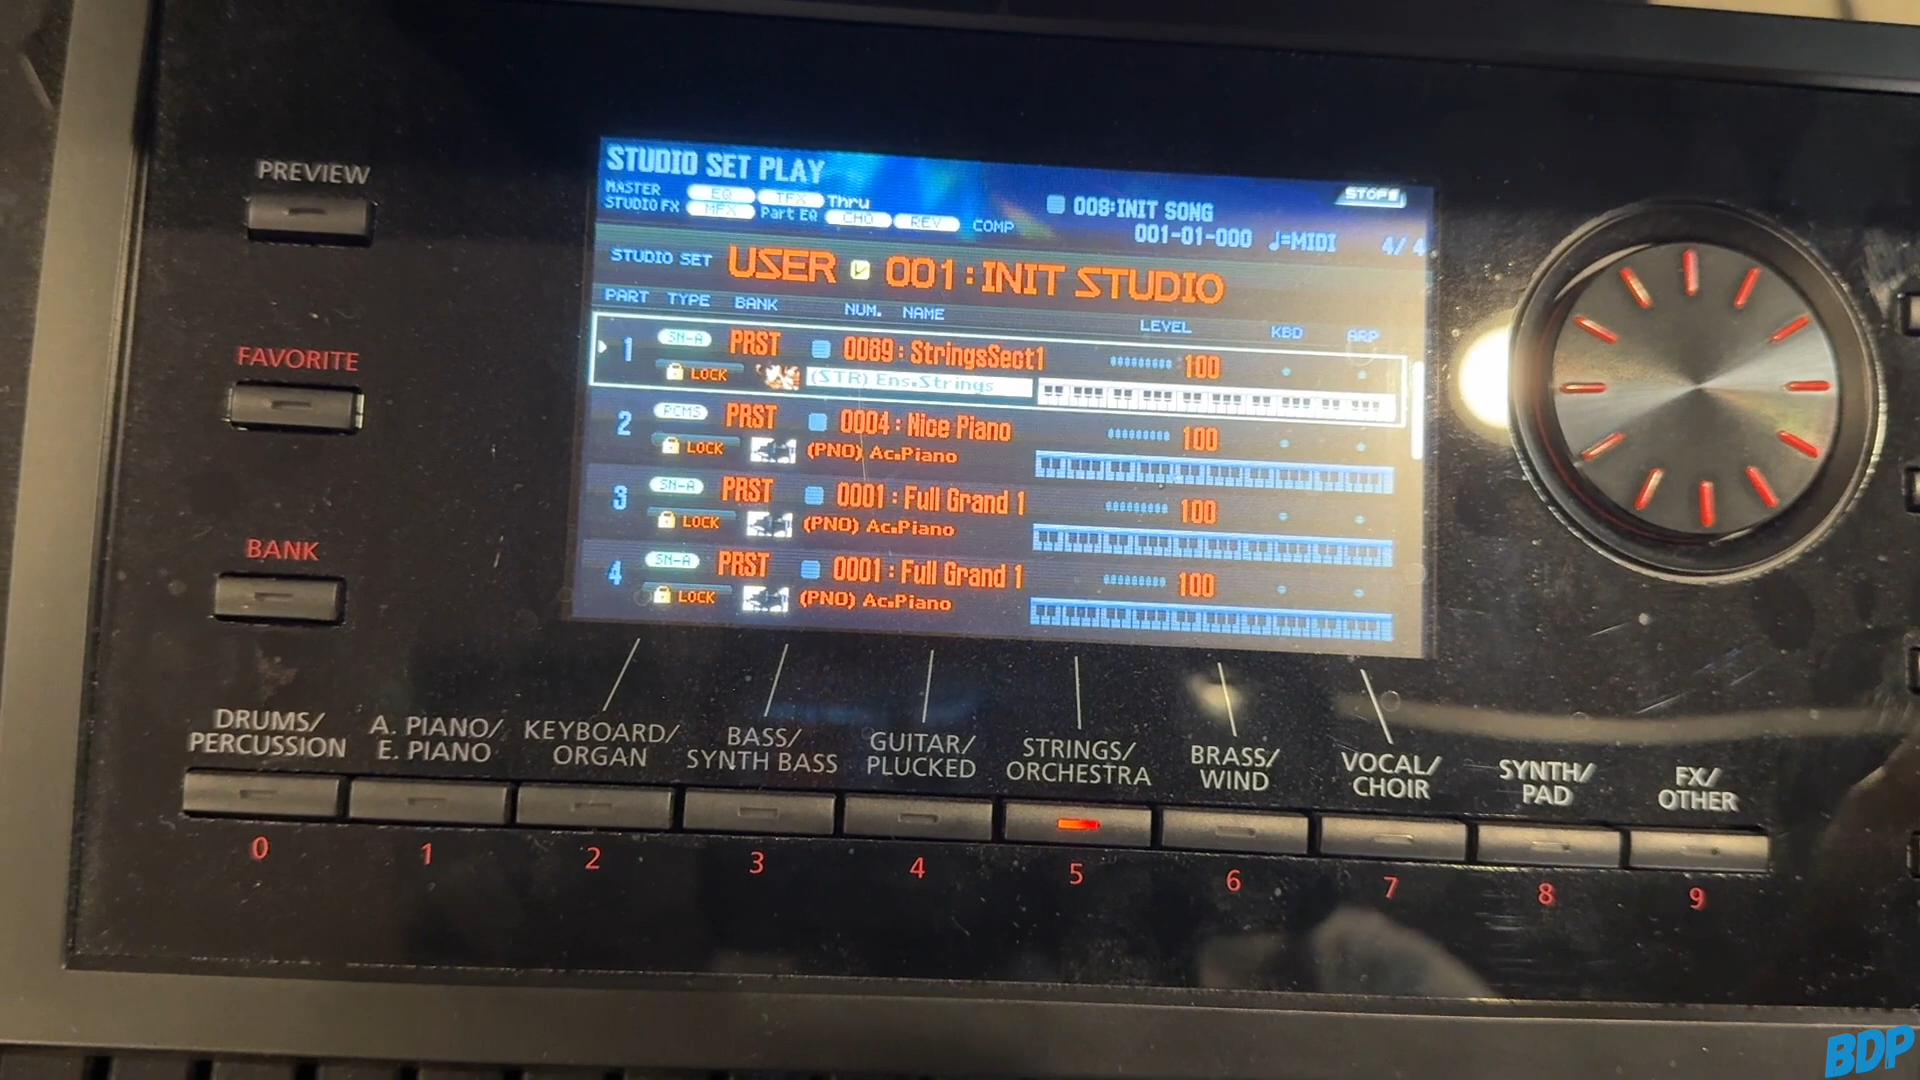 PREVIEW
FAVORITE
BANK
STUDIO SET PLAY
MASTER EQ TFX Thru
STUDIO FX MFX Part EQ CHO REV COMP
STOP
008:INIT SONG
001-01-000 ♩=MIDI 4/ 4
STUDIO SET USER 001:INIT STUDIO
PART TYPE BANK NUM. NAME LEVEL KBD ARP
1 SN-A PRST 0089:StringsSect1 100
LOCK (STR) Ens.Strings
2 PCMS PRST 0004:Nice Piano 100
LOCK (PNO) Ac.Piano
3 SN-A PRST 0001:Full Grand 1 100
LOCK (PNO) Ac.Piano
4 SN-A PRST 0001:Full Grand 1 100
LOCK (PNO) Ac.Piano
DRUMS/
PERCUSSION
A. PIANO/
E. PIANO
KEYBOARD/
ORGAN
BASS/
SYNTH BASS
GUITAR/
PLUCKED
STRINGS/
ORCHESTRA
BRASS/
WIND
VOCAL/
CHOIR
SYNTH/
PAD
FX/
OTHER
0 1 2 3 4 5 6 7 8 9
BDP